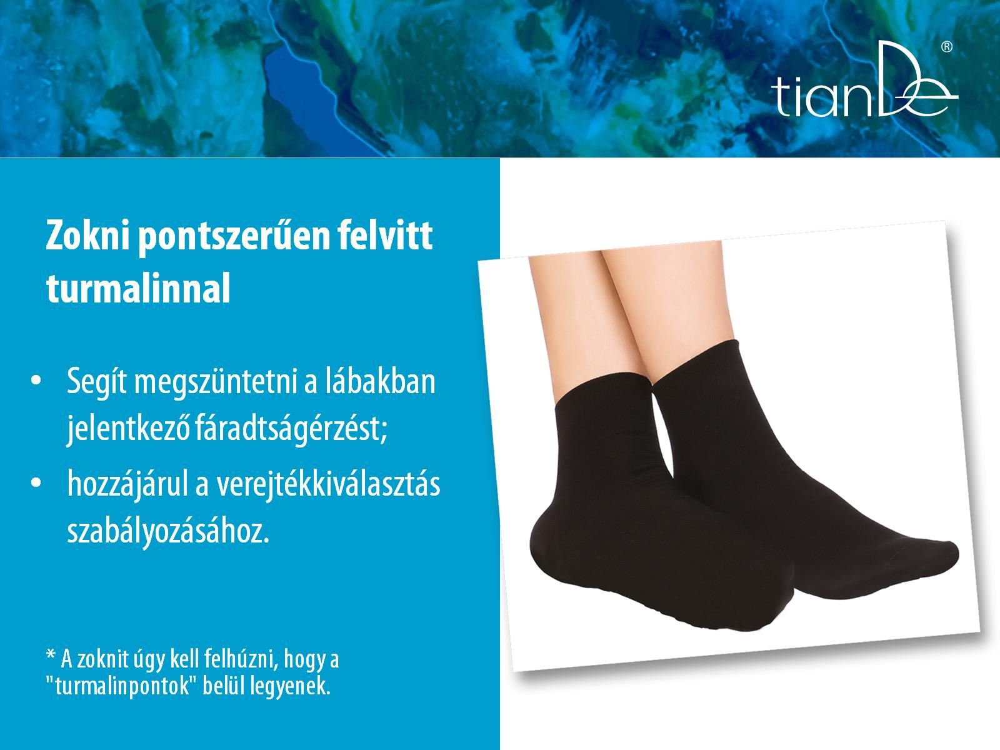 tianDe®
Zokni pontszerűen felvitt
turmalinnal
• Segít megszüntetni a lábakban
jelentkező fáradtságérzést;
• hozzájárul a verejtékkiválasztás
szabályozásához.
* A zoknit úgy kell felhúzni, hogy a
"turmalinpontok" belül legyenek.